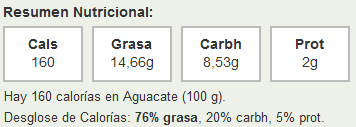 Resumen Nutricional:
Cals Grasa Carbh Prot
160 14,66g 8,53g 2g
Hay 160 calorías en Aguacate (100 g).
Desglose de Calorías: 76% grasa, 20% carbh, 5% prot.